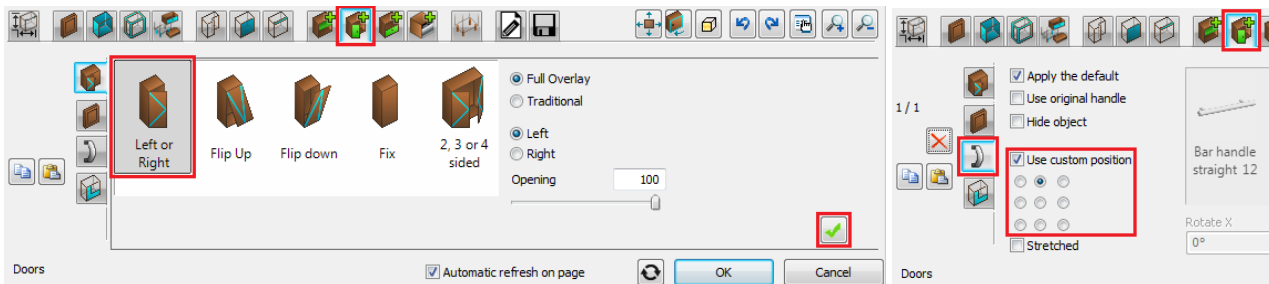 Full Overlay
Traditional
Left
Right
Opening 100
Left or
Right
Flip Up
Flip down
Fix
2, 3 or 4
sided
Doors
Automatic refresh on page
OK
Cancel
1 / 1
Apply the default
Use original handle
Hide object
Use custom position
Stretched
Bar handle
straight 12
Rotate X
0°
Doors